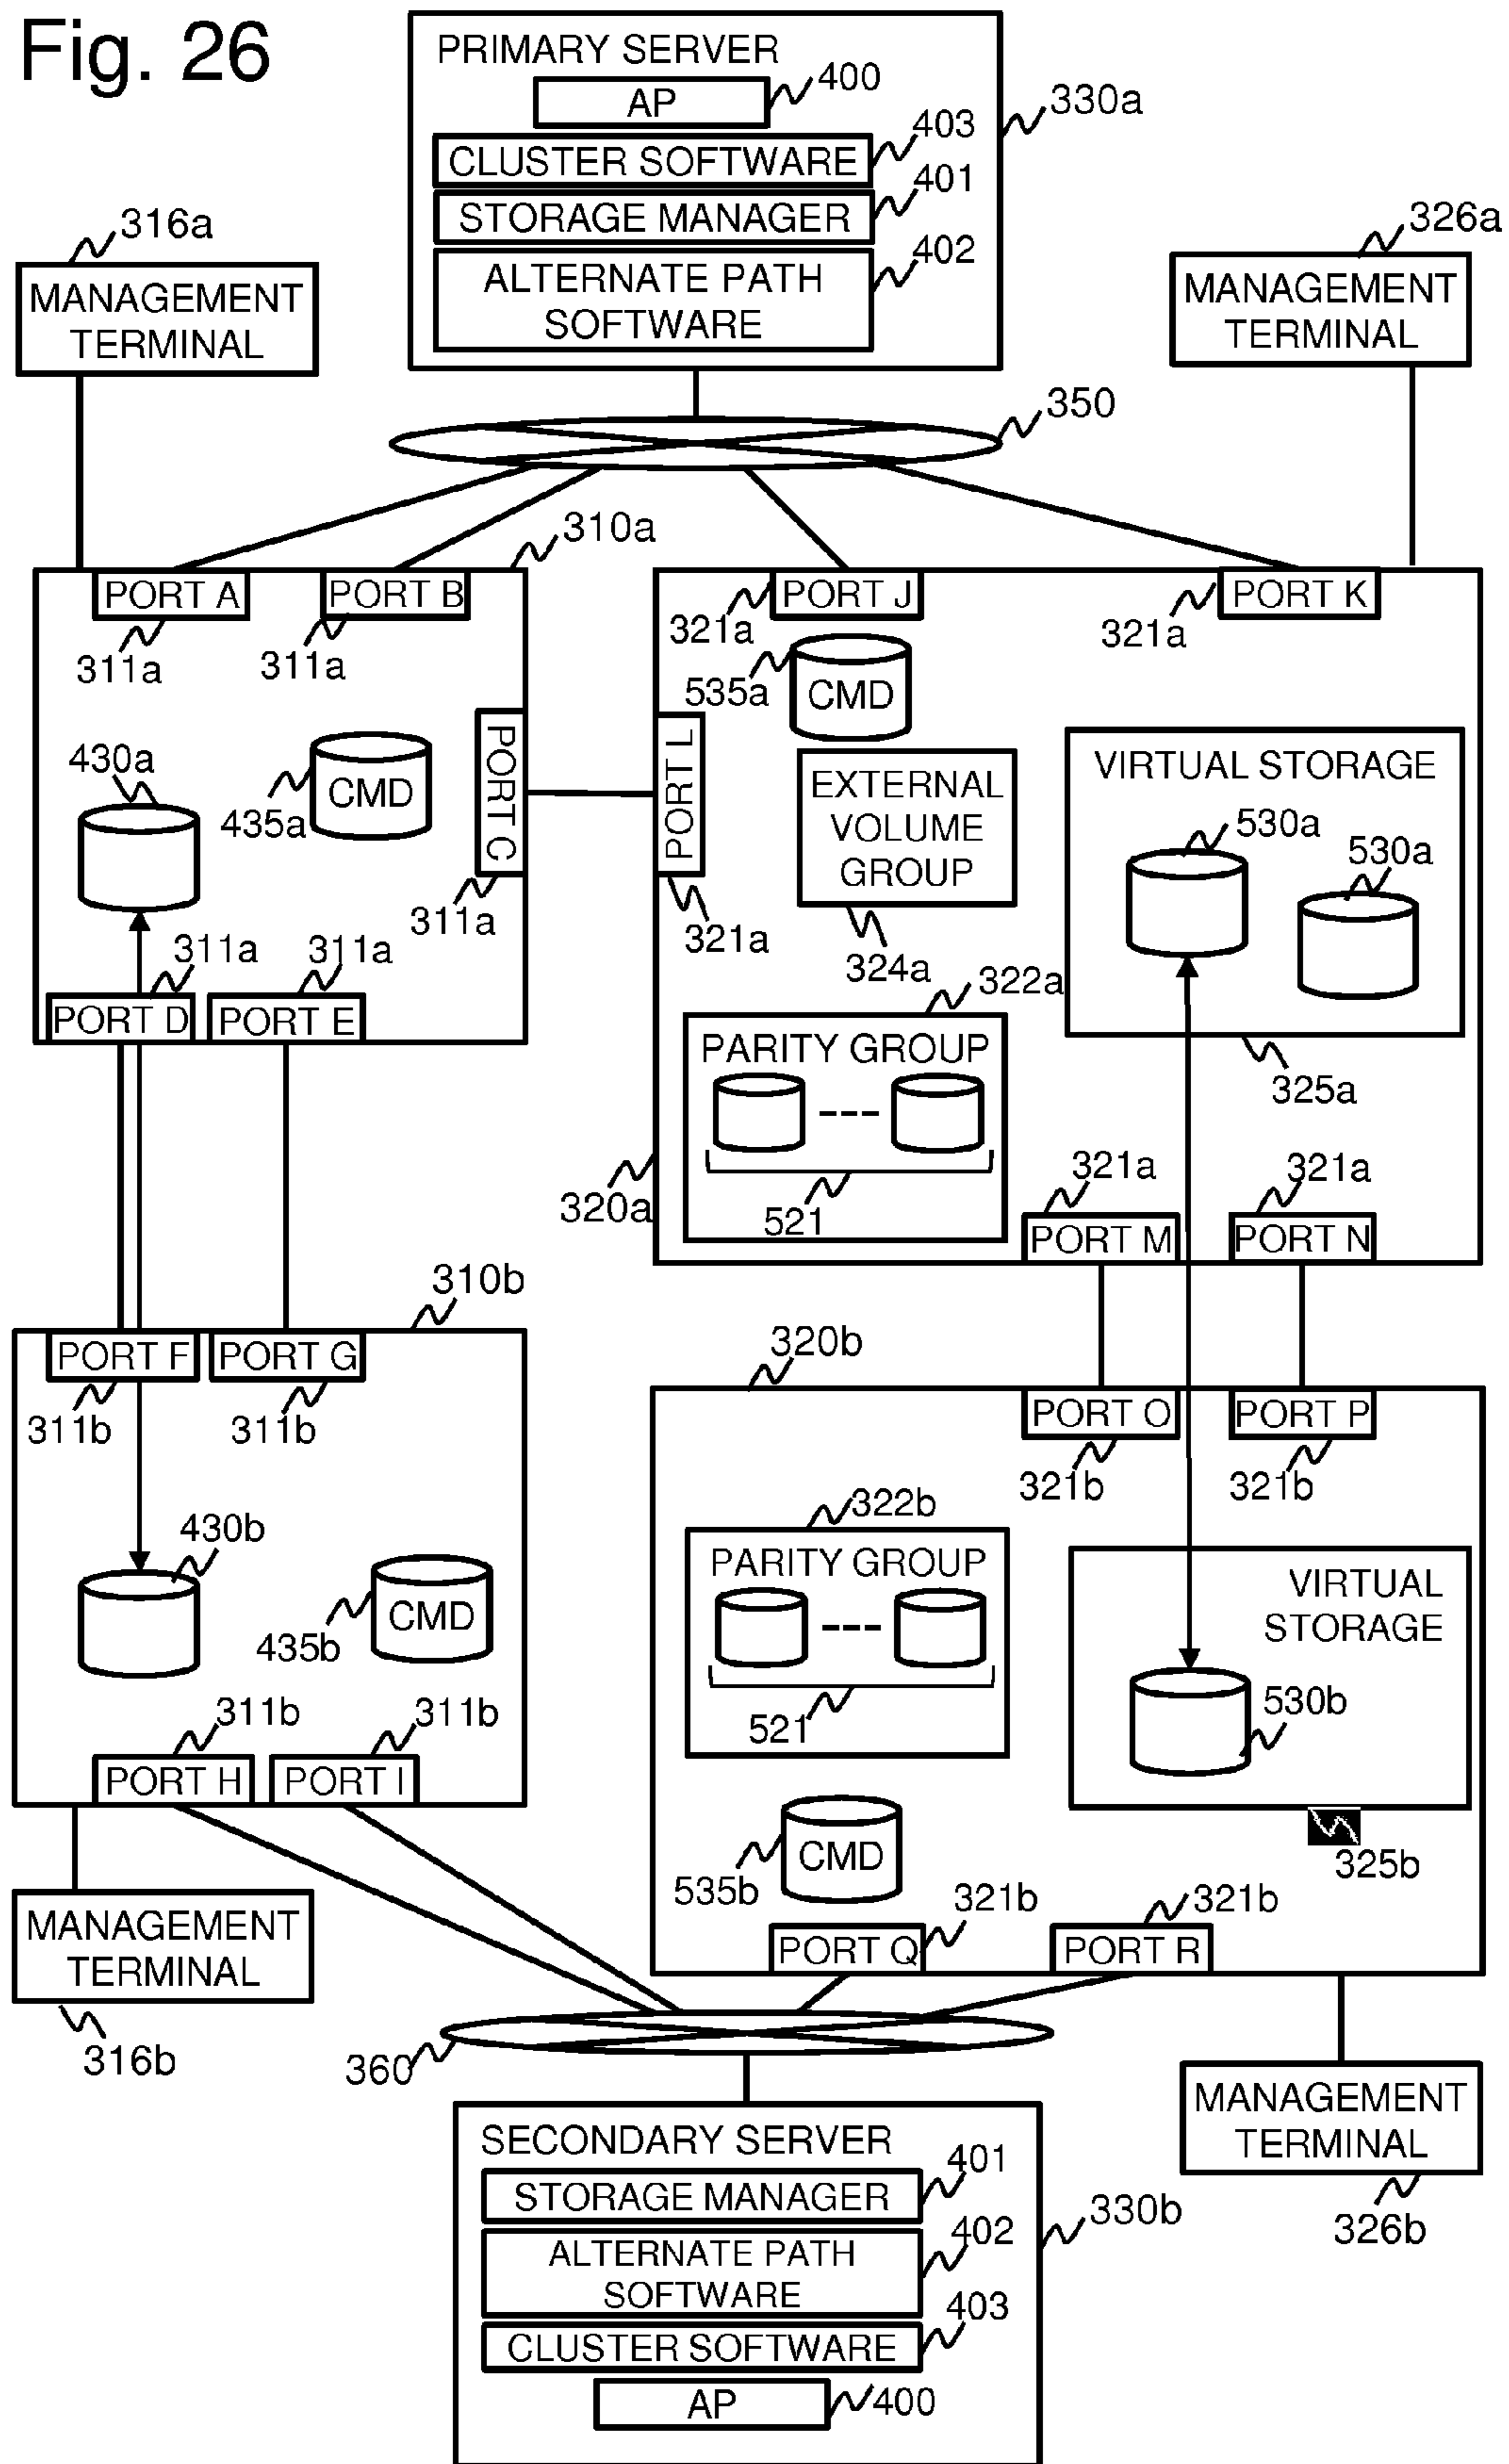 Fig. 26
PRIMARY SERVER
AP
400
330a
CLUSTER SOFTWARE
403
STORAGE MANAGER
401
ALTERNATE PATH
SOFTWARE
402
316a
MANAGEMENT
TERMINAL
326a
MANAGEMENT
TERMINAL
350
310a
PORT A
311a
PORT B
311a
PORT J
321a
PORT K
321a
535a
CMD
430a
435a
CMD
PORT C
311a
PORT L
321a
EXTERNAL
VOLUME
GROUP
324a
VIRTUAL STORAGE
530a
530a
325a
311a
311a
PORT D
PORT E
322a
PARITY GROUP
521
320a
321a
321a
PORT M
PORT N
310b
PORT F
PORT G
311b
311b
320b
PORT O
PORT P
321b
321b
430b
435b
CMD
322b
PARITY GROUP
521
VIRTUAL
STORAGE
530b
325b
311b
311b
PORT H
PORT I
535b
CMD
321b
321b
PORT Q
PORT R
MANAGEMENT
TERMINAL
316b
360
MANAGEMENT
TERMINAL
326b
SECONDARY SERVER
330b
STORAGE MANAGER
401
ALTERNATE PATH
SOFTWARE
402
CLUSTER SOFTWARE
403
AP
400